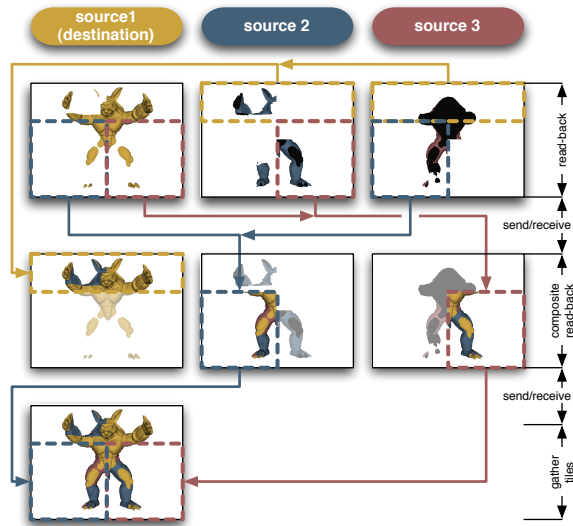 source1
(destination)
source 2
source 3
read-back
send/receive
composite
read-back
send/receive
gather
tiles